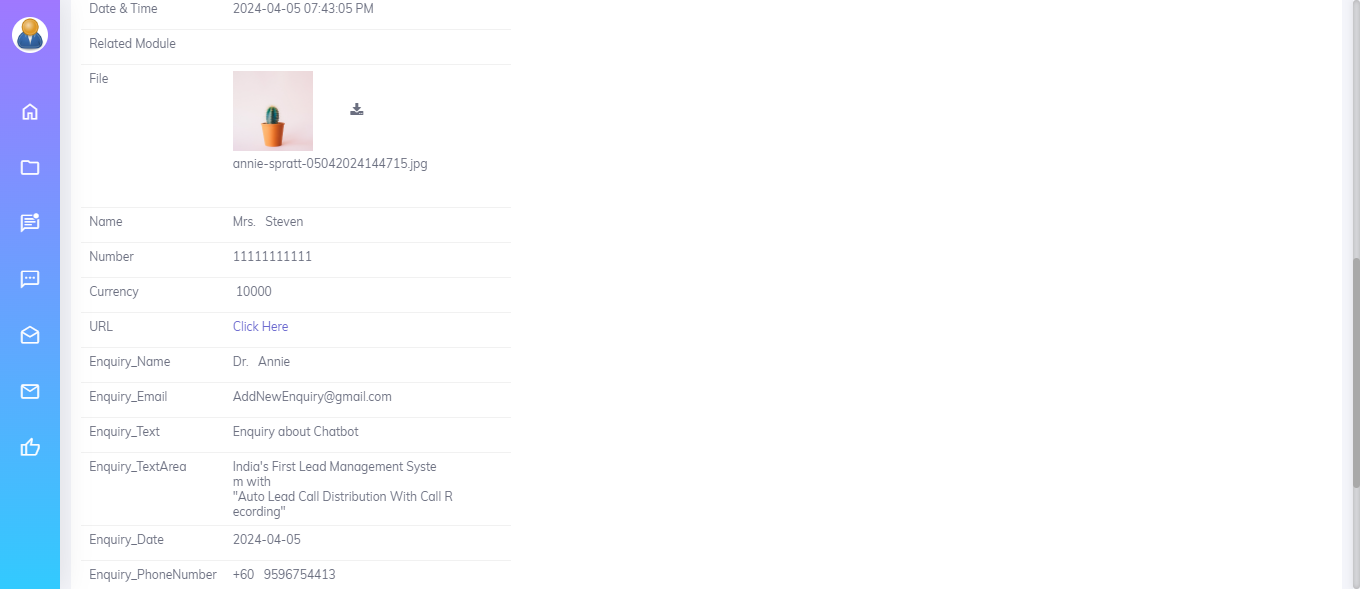 Date & Time 2024-04-05 07:43:05 PM
Related Module
File
annie-spratt-05042024144715.jpg
Name Mrs. Steven
Number 11111111111
Currency 10000
URL Click Here
Enquiry_Name Dr. Annie
Enquiry_Email AddNewEnquiry@gmail.com
Enquiry_Text Enquiry about Chatbot
Enquiry_TextArea India's First Lead Management Syste
m with
"Auto Lead Call Distribution With Call R
ecording"
Enquiry_Date 2024-04-05
Enquiry_PhoneNumber +60 9596754413